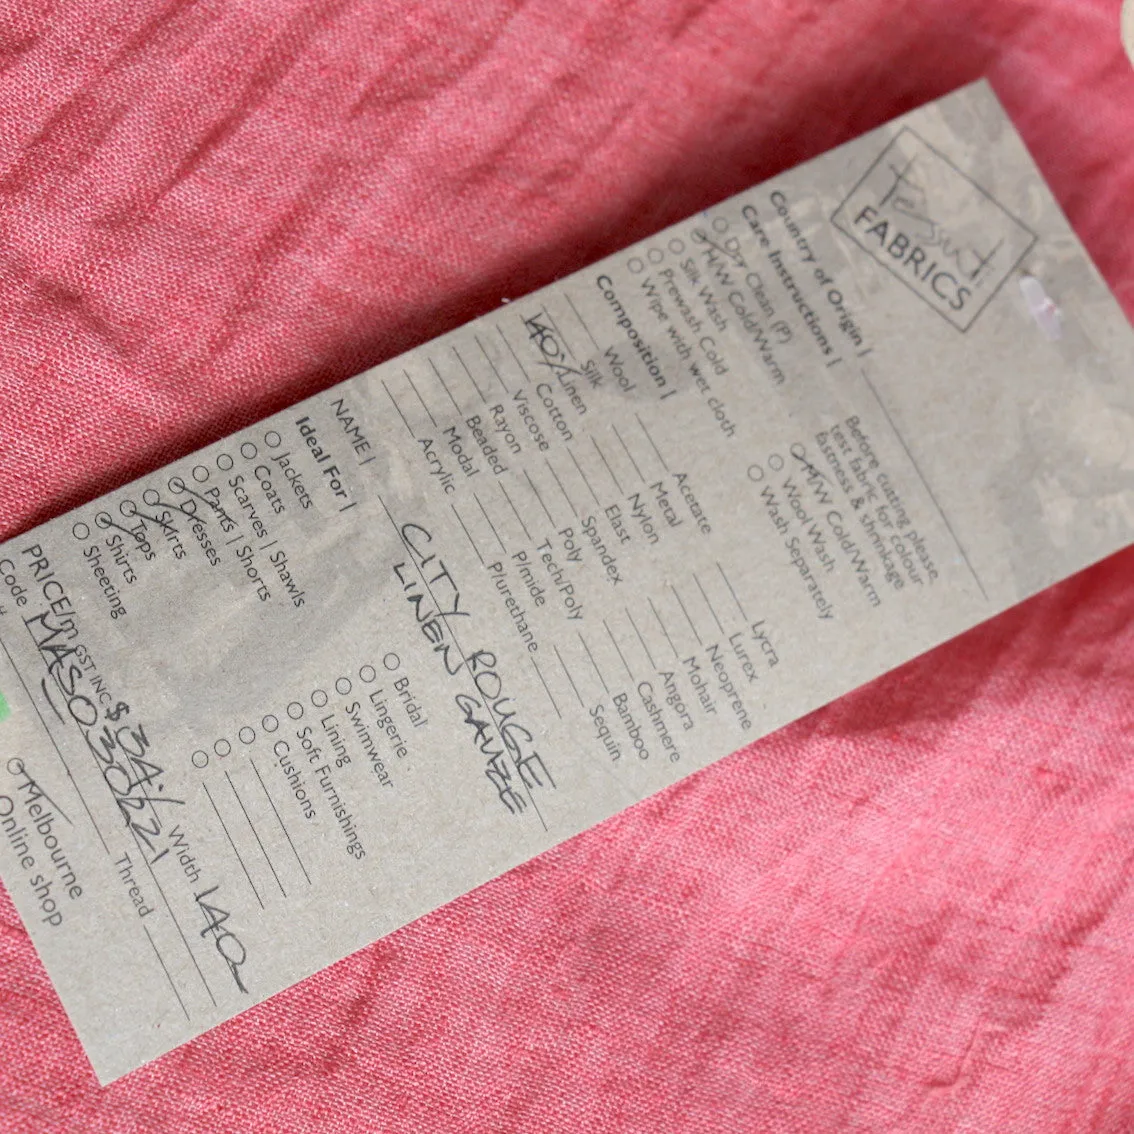 Tessuti
FABRICS
Country of Origin |
Care Instructions |
Dry Clean (P)
H/W Cold/Warm
Silk Wash
Prewash Cold
Wipe with wer cloth
Before cutting please
test fabric for colour
fastness & shrinkage
H/W Cold/Warm
Wool Wash
Wash Separately
Composition |
Wool
Silk
Linen
Cotton
Viscose
Rayon
Beaded
Modal
Acrylic
Acetate
Metal
Nylon
Elast
Spandex
Poly
Tech/Poly
P/mide
P/urethane
Lycra
Lurex
Neoprene
Mohair
Angora
Cashmere
Bamboo
Sequin
NAME | CITY ROUGE
LINEN GAUZE
Ideal For |
Jackets
Coats
Scarves | Shawls
Pants | Shorts
Dresses
Skirts
Tops
Shirts
Sheeting
Bridal
Lingerie
Swimwear
Lining
Soft Furnishings
Cushions
PRICE/m GST INC $34.- Width 140
Code MASO33021
Thread
Melbourne
Online shop